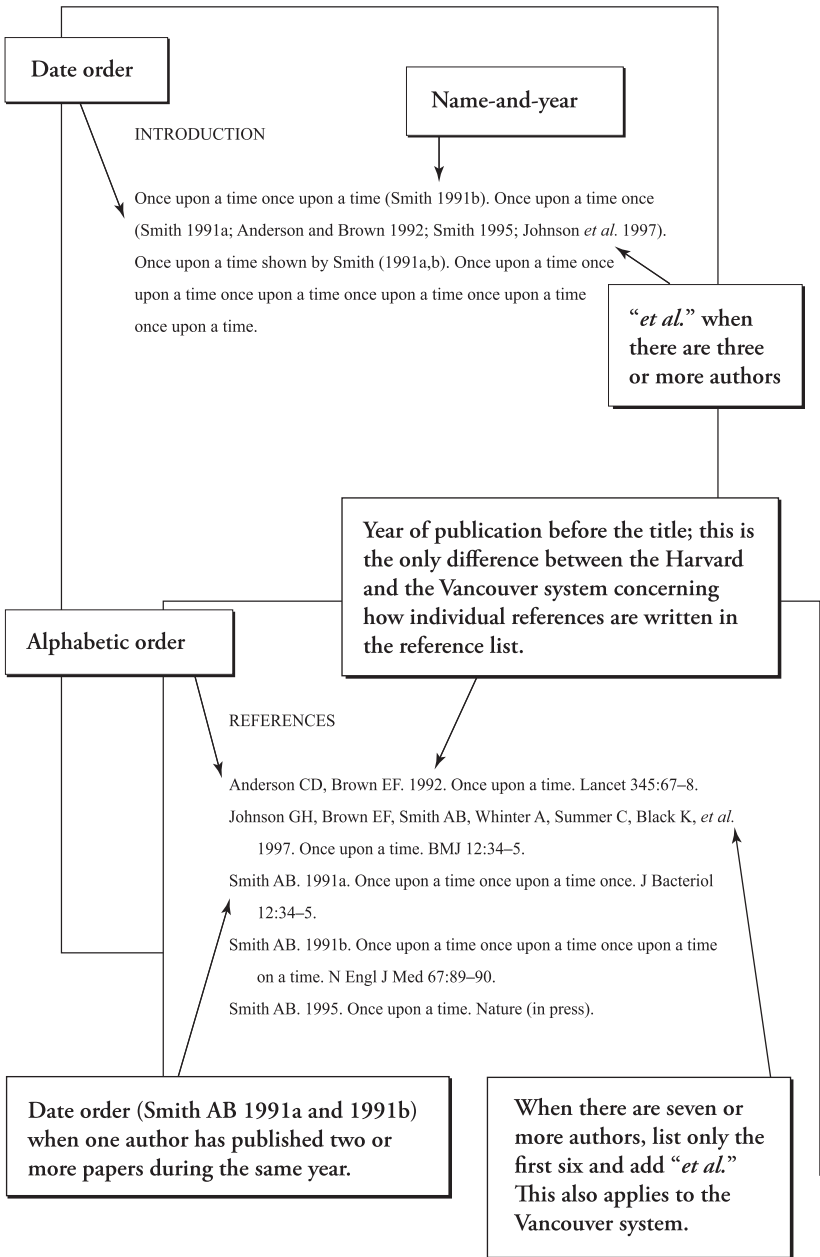 Date order
Name-and-year
INTRODUCTION
Once upon a time once upon a time (Smith 1991b). Once upon a time once
(Smith 1991a; Anderson and Brown 1992; Smith 1995; Johnson et al. 1997).
Once upon a time shown by Smith (1991a,b). Once upon a time once
upon a time once upon a time once upon a time once upon a time
once upon a time.
“et al.” when
there are three
or more authors
Year of publication before the title; this is
the only difference between the Harvard
and the Vancouver system concerning
how individual references are written in
the reference list.
Alphabetic order
REFERENCES
Anderson CD, Brown EF. 1992. Once upon a time. Lancet 345:67–8.
Johnson GH, Brown EF, Smith AB, Whinter A, Summer C, Black K, et al.
1997. Once upon a time. BMJ 12:34–5.
Smith AB. 1991a. Once upon a time once upon a time once. J Bacteriol
12:34–5.
Smith AB. 1991b. Once upon a time once upon a time once upon a time
on a time. N Engl J Med 67:89–90.
Smith AB. 1995. Once upon a time. Nature (in press).
Date order (Smith AB 1991a and 1991b)
when one author has published two or
more papers during the same year.
When there are seven or
more authors, list only the
first six and add “et al.”
This also applies to the
Vancouver system.